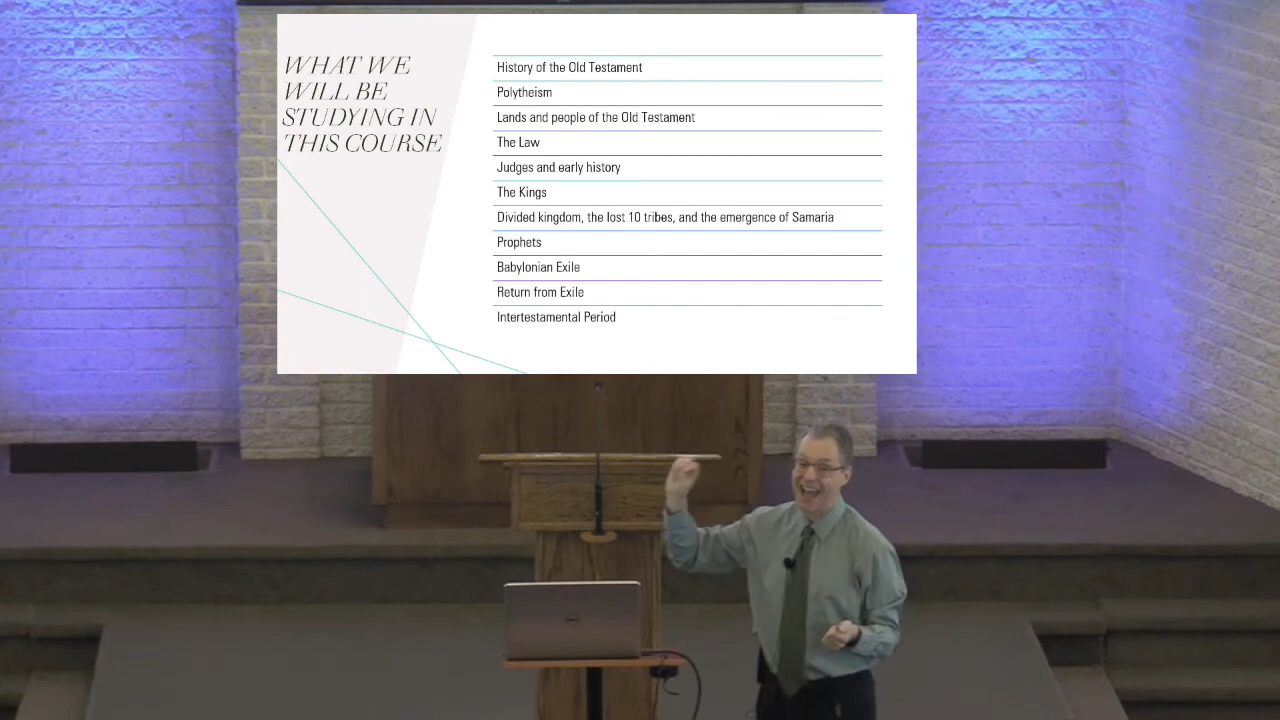 WHAT WE
WILL BE
STUDYING IN
THIS COURSE
History of the Old Testament
Polytheism
Lands and people of the Old Testament
The Law
Judges and early history
The Kings
Divided kingdom, the lost 10 tribes, and the emergence of Samaria
Prophets
Babylonian Exile
Return from Exile
Intertestamental Period
DELL